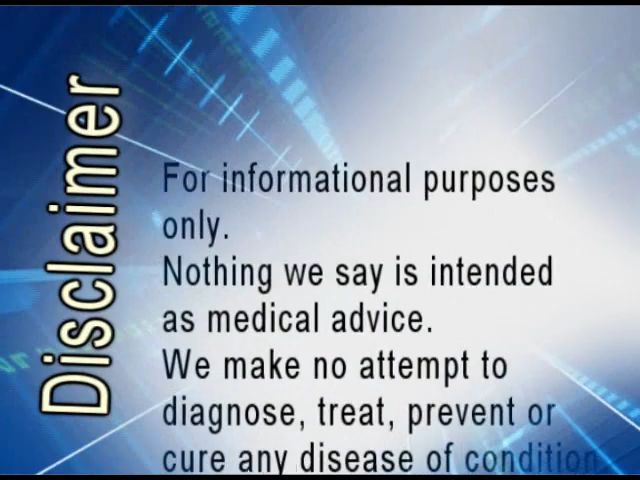 Disclaimer
For informational purposes
only.
Nothing we say is intended
as medical advice.
We make no attempt to
diagnose, treat, prevent or
cure any disease of condition